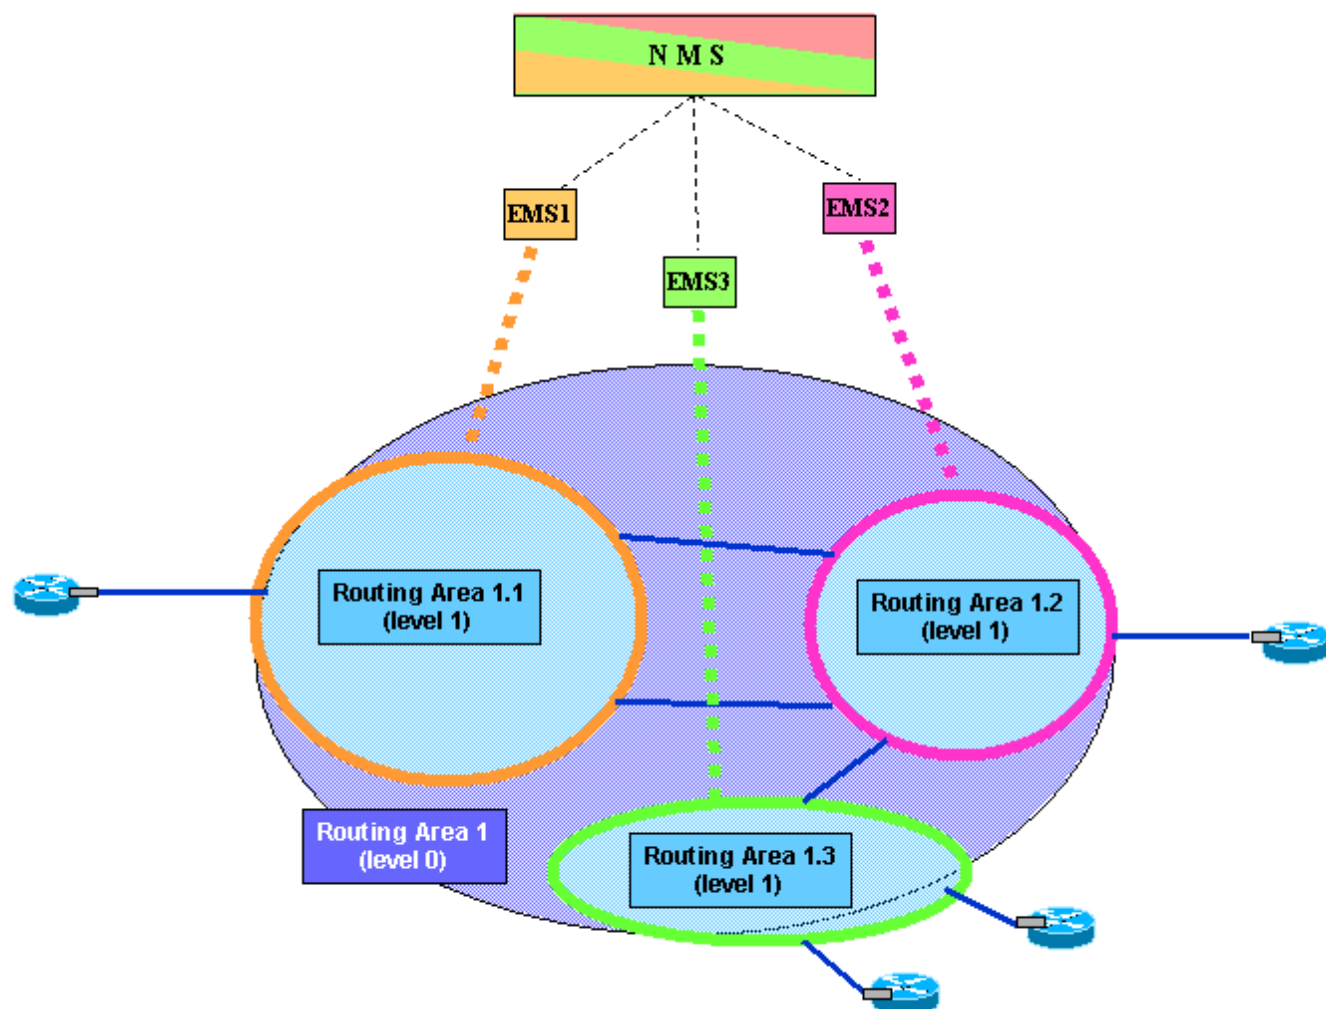 N M S
EMS1
EMS2
EMS3
Routing Area 1.1
(level 1)
Routing Area 1.2
(level 1)
Routing Area 1
(level 0)
Routing Area 1.3
(level 1)